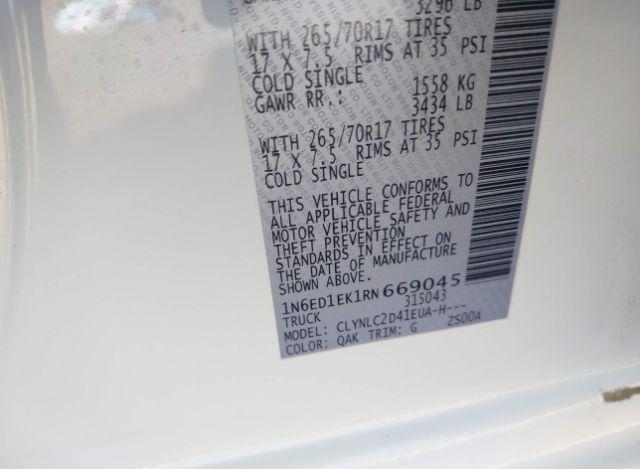 3296 LB
WITH 265/70R17 TIRES
17 X 7.5 RIMS AT 35 PSI
COLD SINGLE
GAWR RR.: 1558 KG
3434 LB
WITH 265/70R17 TIRES
17 X 7.5 RIMS AT 35 PSI
COLD SINGLE
THIS VEHICLE CONFORMS TO
ALL APPLICABLE FEDERAL
MOTOR VEHICLE SAFETY AND
THEFT PREVENTION
STANDARDS IN EFFECT ON
THE DATE OF MANUFACTURE
SHOWN ABOVE.
1N6ED1EK1RN669045
TRUCK 315043
MODEL: CLYNLC2D41EUA-H---
COLOR: QAK TRIM: G ZS00A